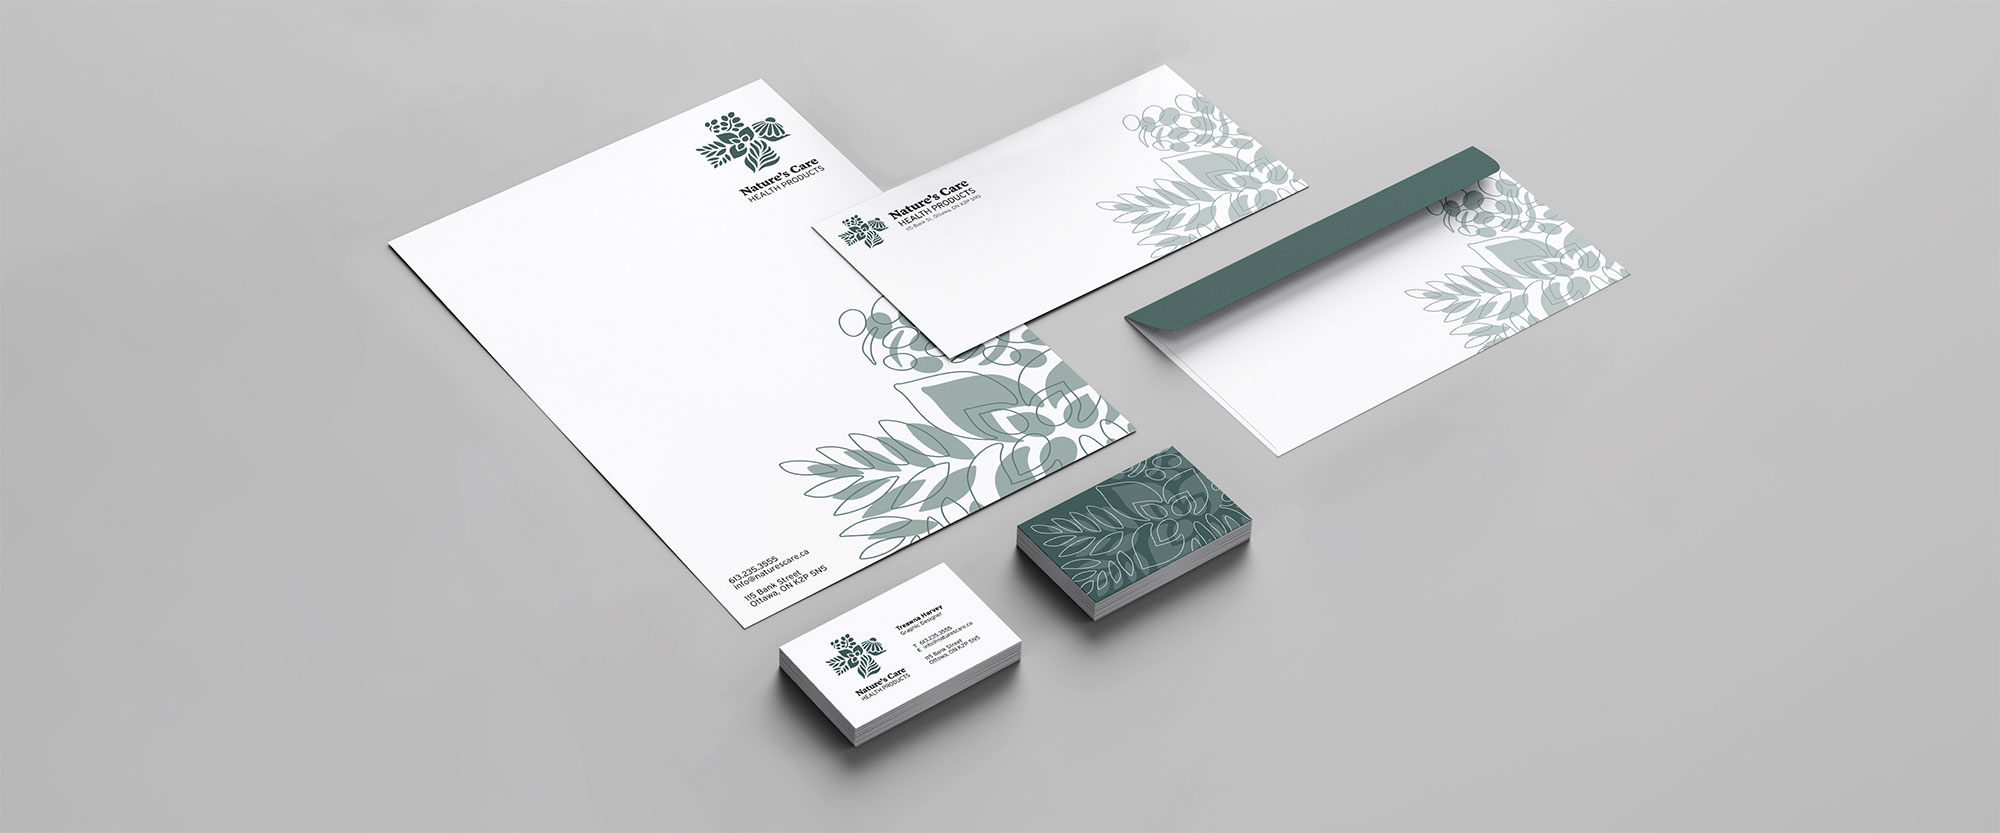 Nature's Care
HEALTH PRODUCTS
613.235.3555
info@naturescare.ca
115 Bank Street
Ottawa, ON K2P 5N5
Nature's Care
HEALTH PRODUCTS
115 Bank St, Ottawa, ON K2P 5N5
Nature's Care
HEALTH PRODUCTS
Treawna Harvey
Graphic Designer
T 613.235.3555
E info@naturescare.ca
115 Bank Street
Ottawa, ON K2P 5N5